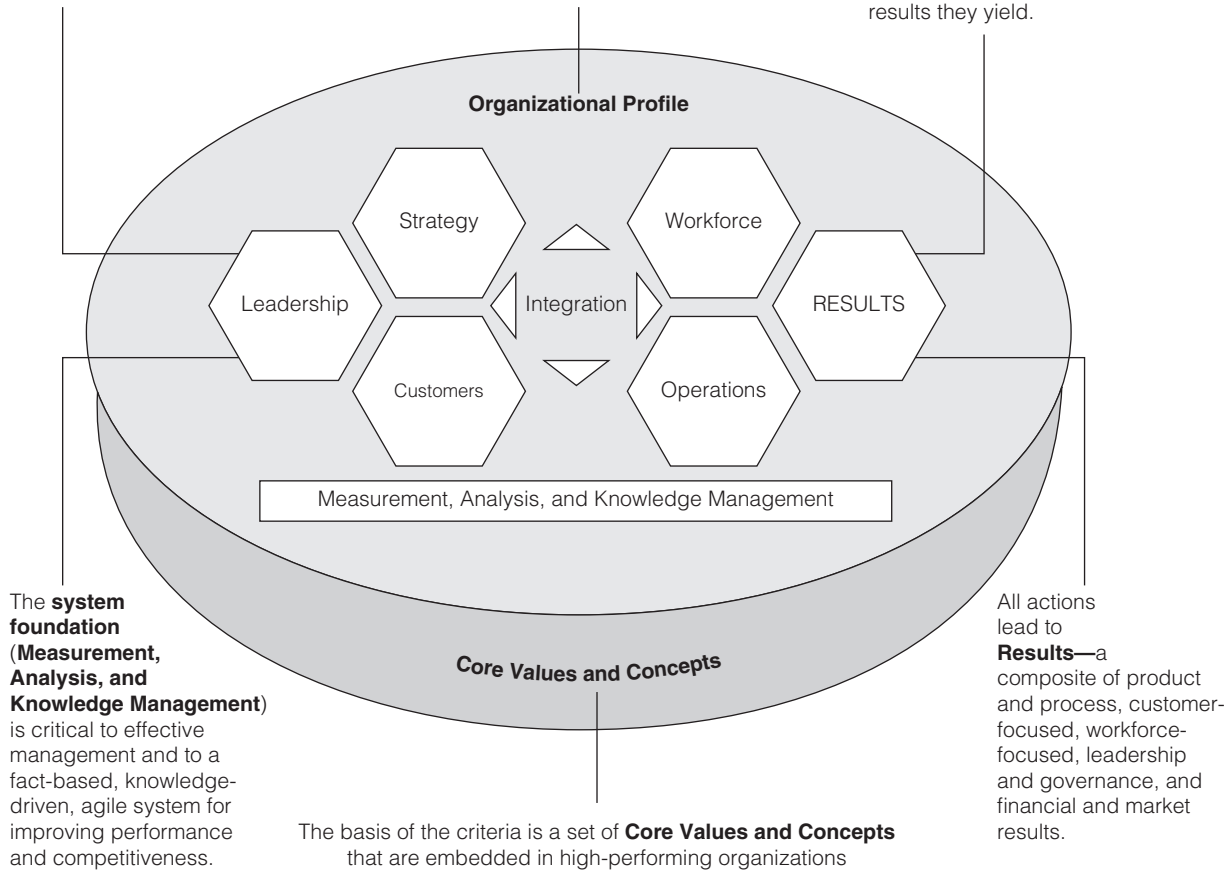 results they yield.
Organizational Profile
Strategy
Workforce
Leadership
Integration
RESULTS
Customers
Operations
Measurement, Analysis, and Knowledge Management
Core Values and Concepts
The system
foundation
(Measurement,
Analysis, and
Knowledge Management)
is critical to effective
management and to a
fact-based, knowledge-
driven, agile system for
improving performance
and competitiveness.
The basis of the criteria is a set of Core Values and Concepts
that are embedded in high-performing organizations
All actions
lead to
Results—a
composite of product
and process, customer-
focused, workforce-
focused, leadership
and governance, and
financial and market
results.